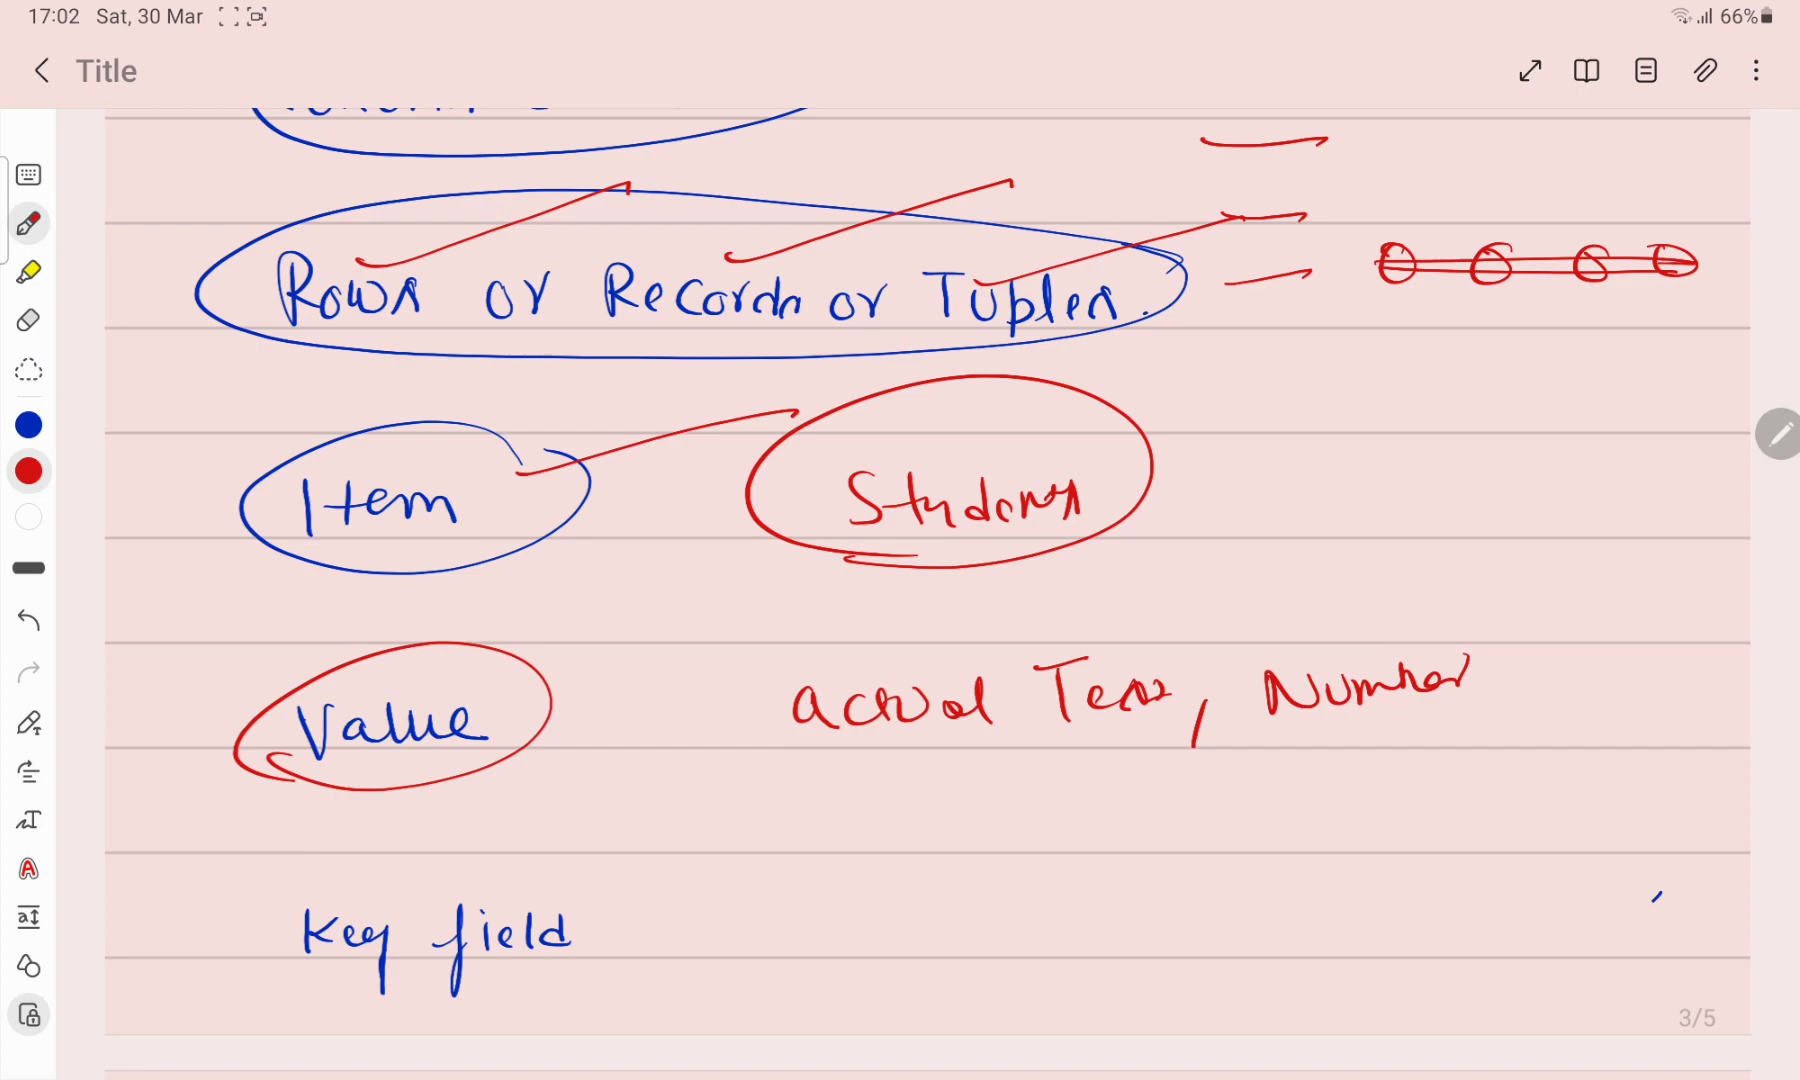 17:02 Sat, 30 Mar 66%
Title
Rows or Records or Tuples.
Item Students
Value actual Text, Number
Key field
3/5